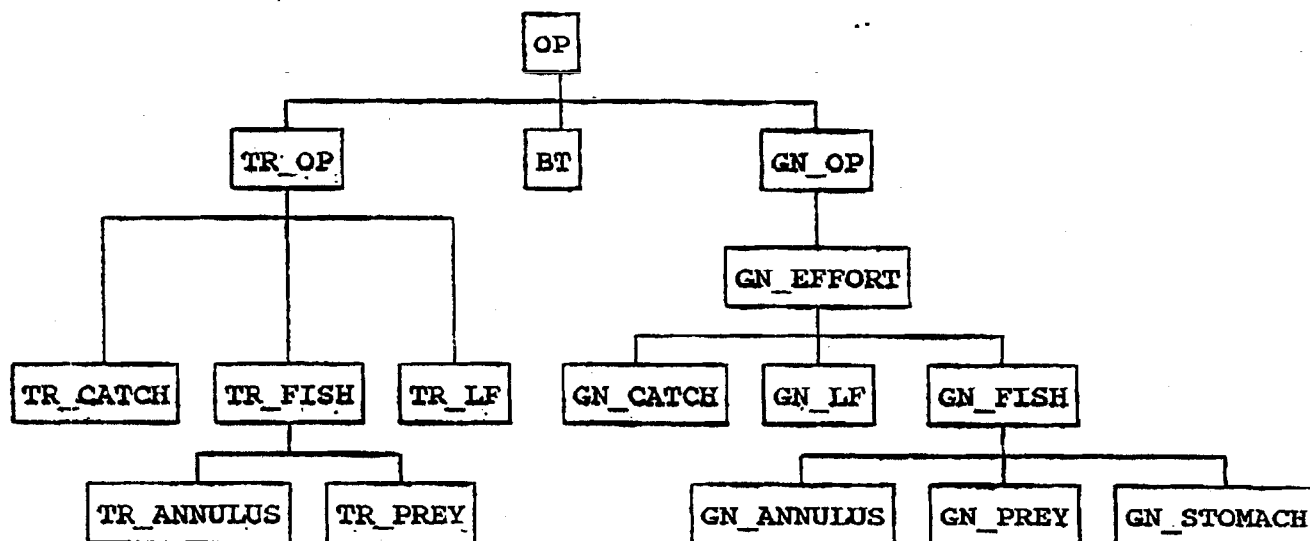 OP
TR_OP
BT
GN_OP
GN_EFFORT
TR_CATCH
TR_FISH
TR_LF
GN_CATCH
GN_LF
GN_FISH
TR_ANNULUS
TR_PREY
GN_ANNULUS
GN_PREY
GN_STOMACH